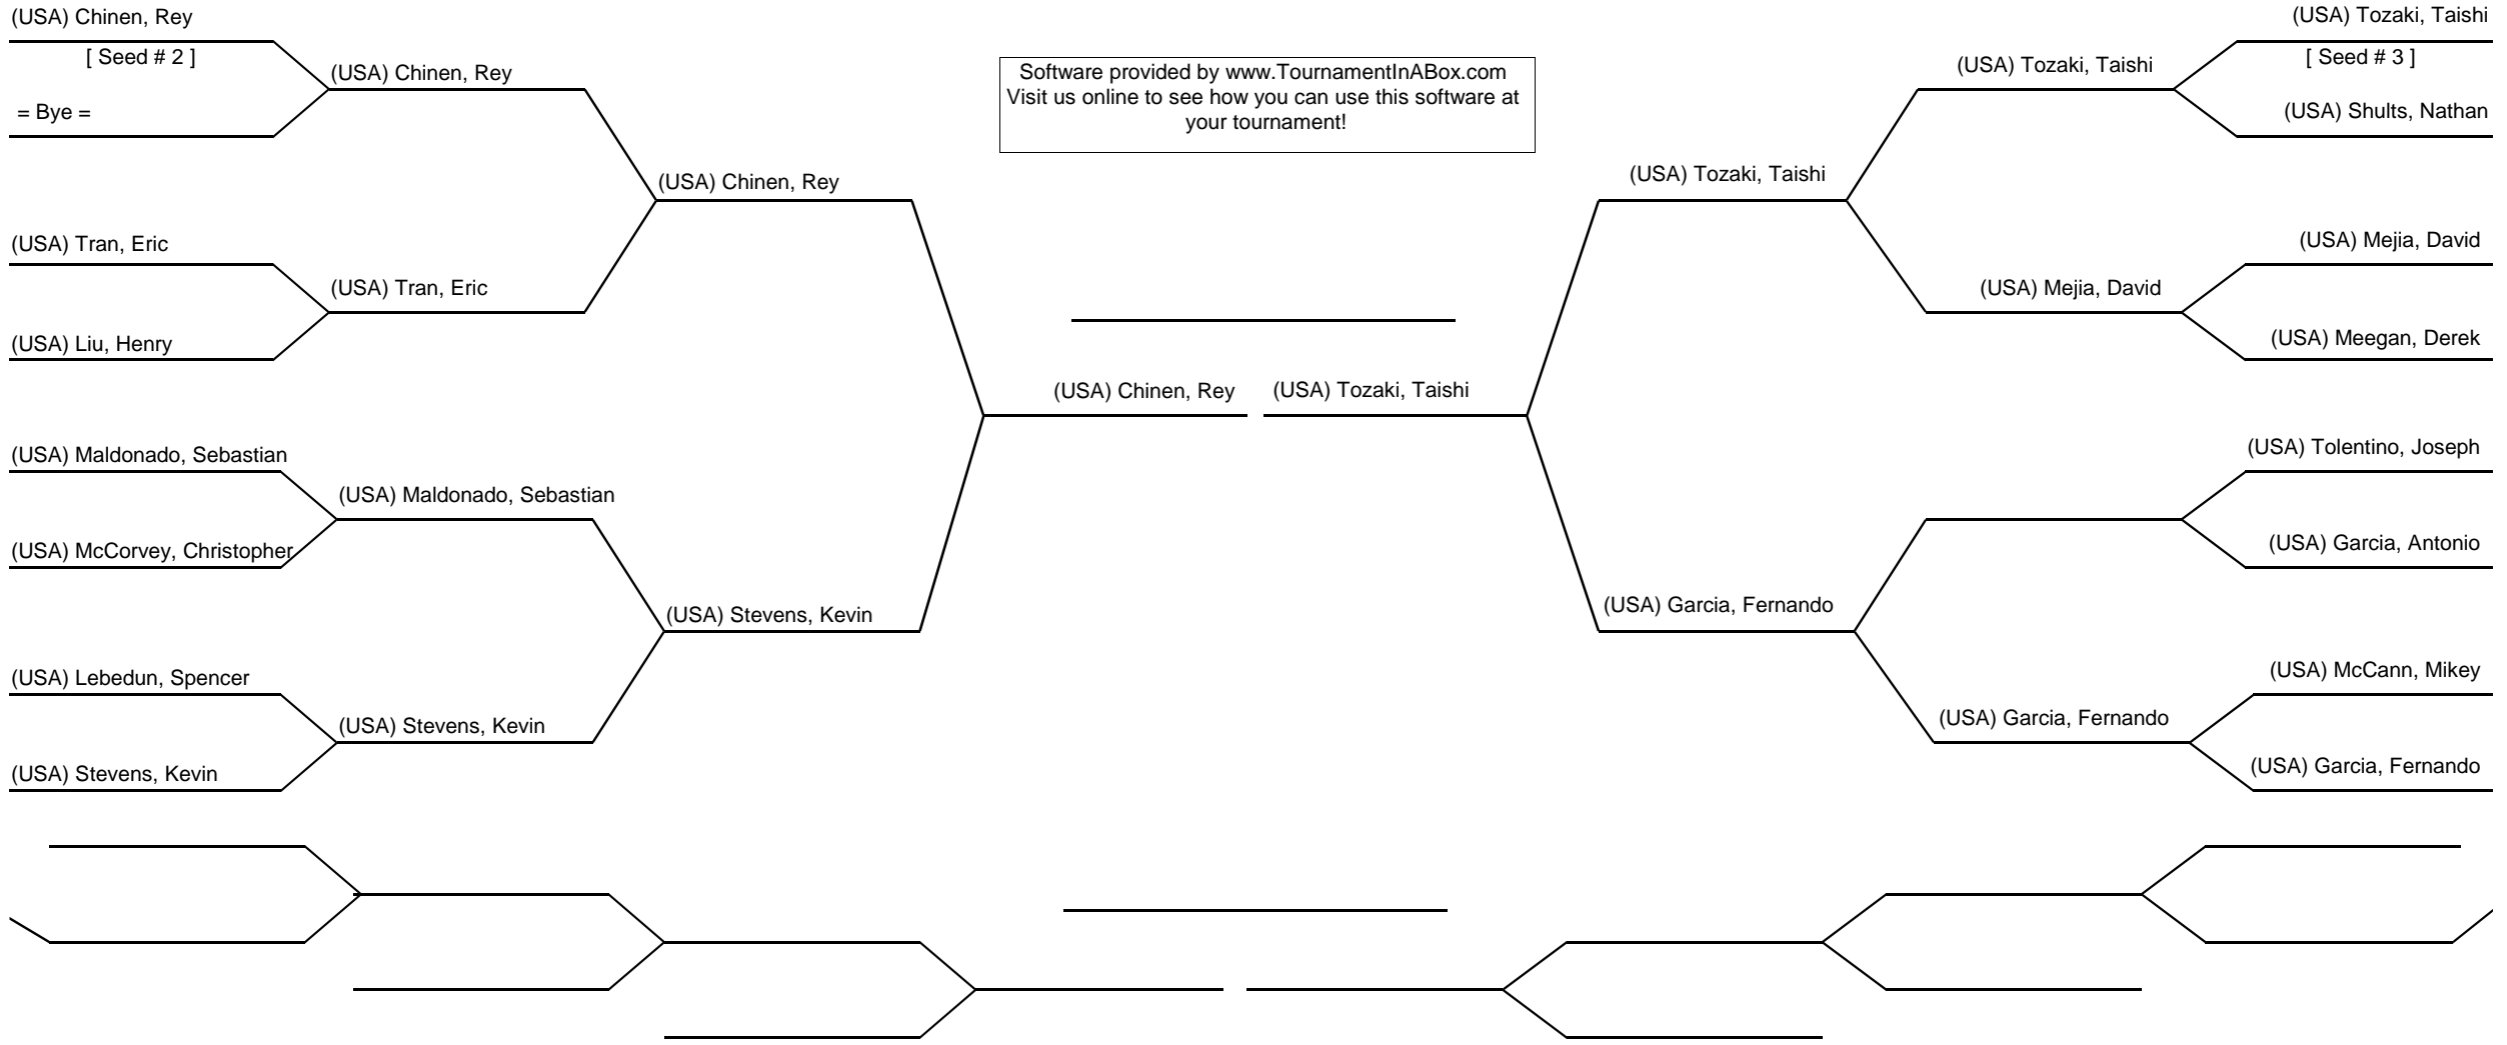 (USA) Chinen, Rey
[ Seed # 2 ]
= Bye =
(USA) Tran, Eric
(USA) Liu, Henry
(USA) Maldonado, Sebastian
(USA) McCorvey, Christopher
(USA) Lebedun, Spencer
(USA) Stevens, Kevin
(USA) Chinen, Rey
(USA) Tran, Eric
(USA) Maldonado, Sebastian
(USA) Stevens, Kevin
(USA) Chinen, Rey
(USA) Stevens, Kevin
Software provided by www.TournamentInABox.com
Visit us online to see how you can use this software at
your tournament!
(USA) Chinen, Rey
(USA) Tozaki, Taishi
(USA) Tozaki, Taishi
(USA) Garcia, Fernando
(USA) Tozaki, Taishi
(USA) Mejia, David
(USA) Garcia, Fernando
(USA) Tozaki, Taishi
[ Seed # 3 ]
(USA) Shults, Nathan
(USA) Mejia, David
(USA) Meegan, Derek
(USA) Tolentino, Joseph
(USA) Garcia, Antonio
(USA) McCann, Mikey
(USA) Garcia, Fernando